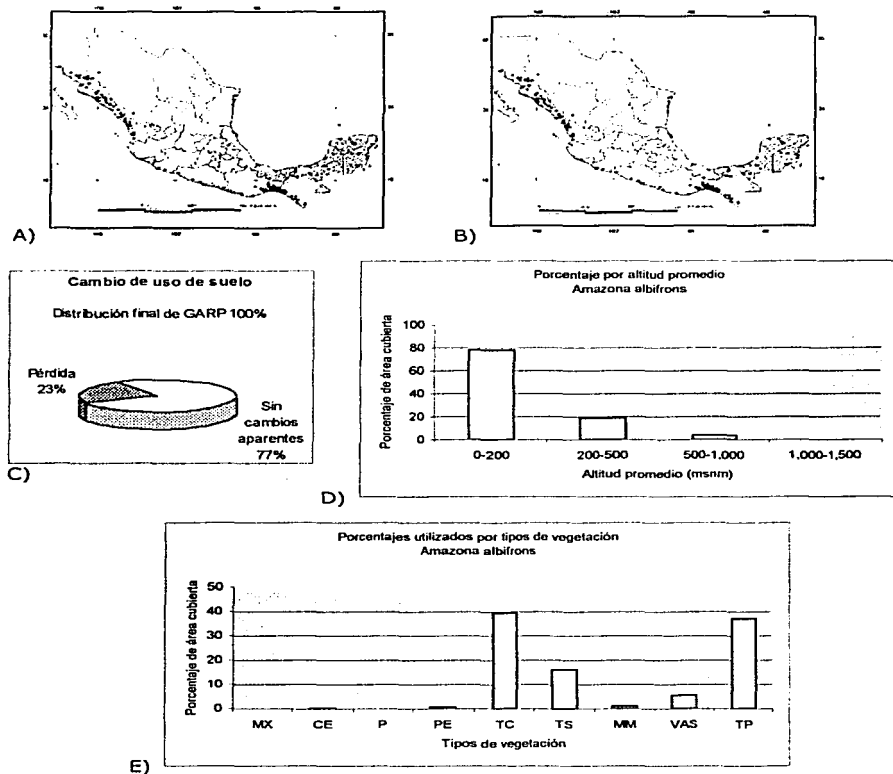 A)
B)
Cambio de uso de suelo
Distribución final de GARP 100%
Pérdida
23%
Sin
cambios
aparentes
77%
C)
Porcentaje por altitud promedio
Amazona albifrons
Porcentaje de área cubierta
100
80
60
40
20
0
0-200
200-500
500-1,000
1,000-1,500
Altitud promedio (msnm)
D)
Porcentajes utilizados por tipos de vegetación
Amazona albifrons
Porcentaje de área cubierta
50
40
30
20
10
0
MX
CE
P
PE
TC
TS
MM
VAS
TP
Tipos de vegetación
E)